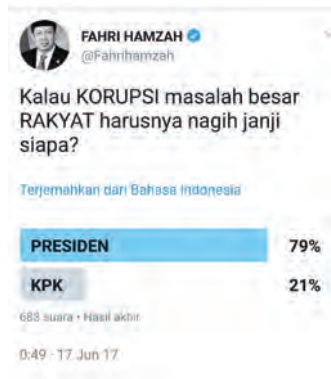 FAHRI HAMZAH
@Fahrihamzah
Kalau KORUPSI masalah besar
RAKYAT harusnya nagih janji
siapa?
Terjemahkan dari Bahasa Indonesia
PRESIDEN 79%
KPK 21%
683 suara • Hasil akhir
0:49 - 17 Jun 17